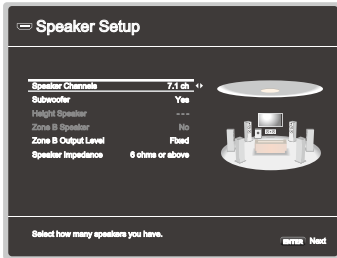 Speaker Setup
Speaker Channels 7.1 ch
Subwoofer Yes
Height Speaker ---
Zone B Speaker No
Zone B Output Level Fixed
Speaker Impedance 6 ohms or above
Select how many speakers you have.
ENTER Next